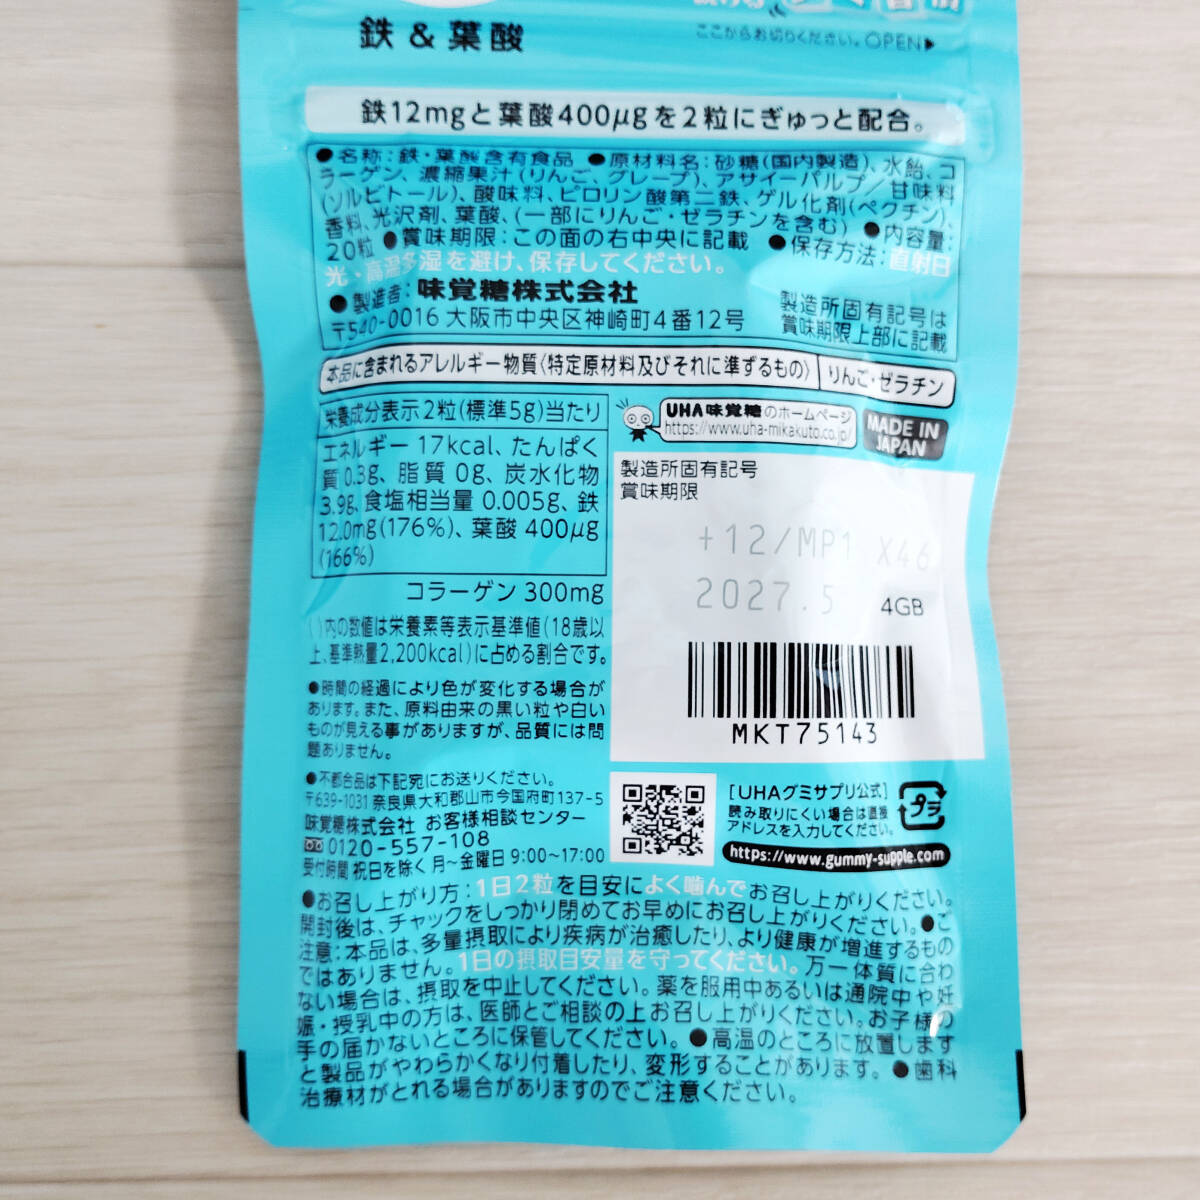 鉄 & 葉酸
ここからお切りください。OPEN▶
鉄12mgと葉酸400μgを2粒にぎゅっと配合。
●名称:鉄・葉酸含有食品 ●原材料名:砂糖(国内製造)、水飴、コ
ラーゲン、濃縮果汁(りんご、グレープ)、アサイーパルプ/甘味料
(ソルビトール)、酸味料、ピロリン酸第二鉄、ゲル化剤(ペクチン)、
香料、光沢剤、葉酸、(一部にりんご・ゼラチンを含む) ●内容量:
20粒 ●賞味期限:この面の右中央に記載 ●保存方法:直射日
光・高温多湿を避け、保存してください。
●製造者:味覚糖株式会社
〒540-0016 大阪市中央区神崎町4番12号
製造所固有記号は
賞味期限上部に記載
本品に含まれるアレルギー物質〈特定原材料及びそれに準ずるもの〉 りんご・ゼラチン
栄養成分表示2粒(標準5g)当たり
エネルギー 17kcal、たんぱく
質 0.3g、脂質 0g、炭水化物
3.9g、食塩相当量 0.005g、鉄
12.0mg(176%)、葉酸 400μg
(166%)
コラーゲン 300mg
( )内の数値は栄養素等表示基準値(18歳以
上、基準熱量2,200kcal)に占める割合です。
UHA味覚糖のホームページ
https://www.uha-mikakuto.co.jp/
MADE IN
JAPAN
製造所固有記号
賞味期限
+12/MP1 X46
2027.5
4GB
MKT75143
●時間の経過により色が変化する場合が
あります。また、原料由来の黒い粒や白い
ものが見える事がありますが、品質には問
題ありません。
●不都合品は下記宛にお送りください。
〒639-1031 奈良県大和郡山市今国府町137-5
味覚糖株式会社 お客様相談センター
0120-557-108
受付時間 祝日を除く 月〜金曜日 9:00〜17:00
[UHAグミサプリ公式]
読み取りにくい場合は直接
アドレスを入力してください。
プラ
https://www.gummy-supple.com
●お召し上がり方:1日2粒を目安によく噛んでお召し上がりください。
開封後は、チャックをしっかり閉めてお早めにお召し上がりください。●ご
注意:本品は、多量摂取により疾病が治癒したり、より健康が増進するもの
ではありません。1日の摂取目安量を守ってください。万一体質に合わ
ない場合は、摂取を中止してください。薬を服用中あるいは通院中や妊
娠・授乳中の方は、医師とご相談の上お召し上がりください。お子様の
手の届かないところに保管してください。●高温のところに放置します
と製品がやわらかくなり付着したり、変形することがあります。●歯科
治療材がとれる場合がありますのでご注意ください。